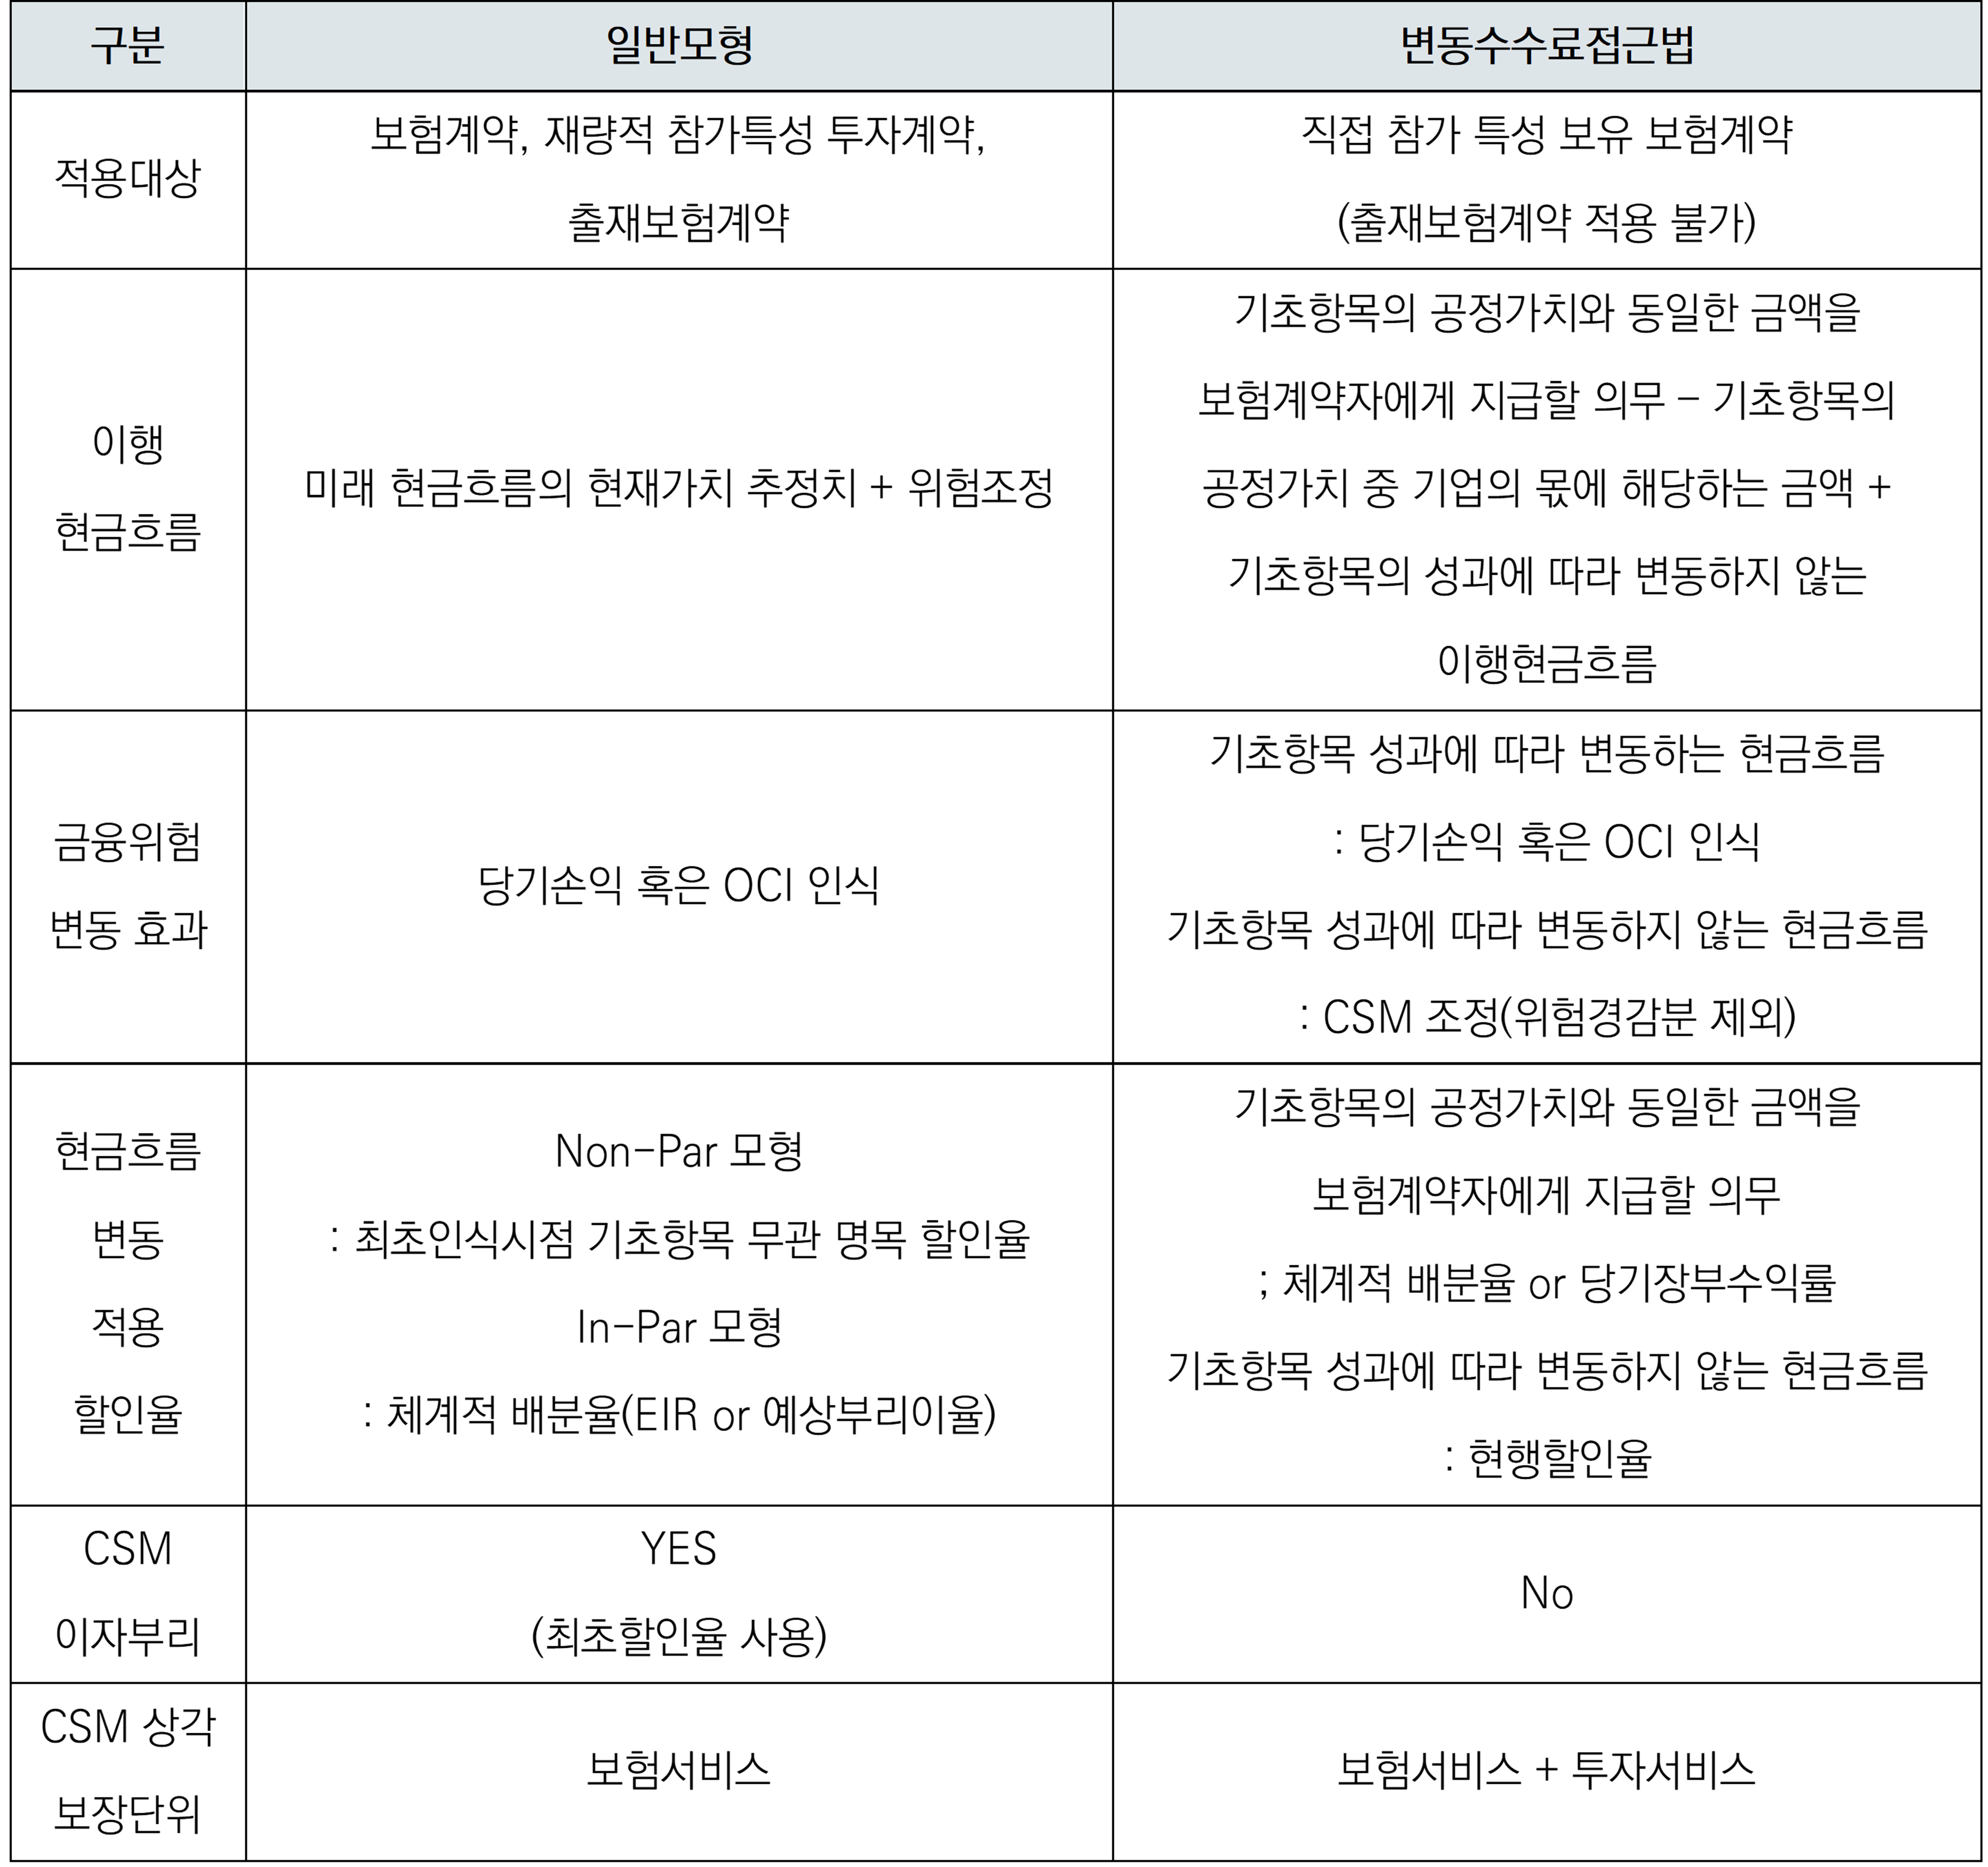 구분
일반모형
변동수수료접근법
적용대상
보험계약, 재량적 참가특성 투자계약,
출재보험계약
직접 참가 특성 보유 보험계약
(출재보험계약 적용 불가)
이행
현금흐름
미래 현금흐름의 현재가치 추정치 + 위험조정
기초항목의 공정가치와 동일한 금액을
보험계약자에게 지급할 의무 - 기초항목의
공정가치 중 기업의 몫에 해당하는 금액 +
기초항목의 성과에 따라 변동하지 않는
이행현금흐름
금융위험
변동 효과
당기손익 혹은 OCI 인식
기초항목 성과에 따라 변동하는 현금흐름
: 당기손익 혹은 OCI 인식
기초항목 성과에 따라 변동하지 않는 현금흐름
: CSM 조정(위험경감분 제외)
현금흐름
변동
적용
할인율
Non-Par 모형
: 최초인식시점 기초항목 무관 명목 할인율
In-Par 모형
: 체계적 배분율(EIR or 예상부리이율)
기초항목의 공정가치와 동일한 금액을
보험계약자에게 지급할 의무
; 체계적 배분율 or 당기장부수익률
기초항목 성과에 따라 변동하지 않는 현금흐름
: 현행할인율
CSM
이자부리
YES
(최초할인율 사용)
No
CSM 상각
보장단위
보험서비스
보험서비스 + 투자서비스